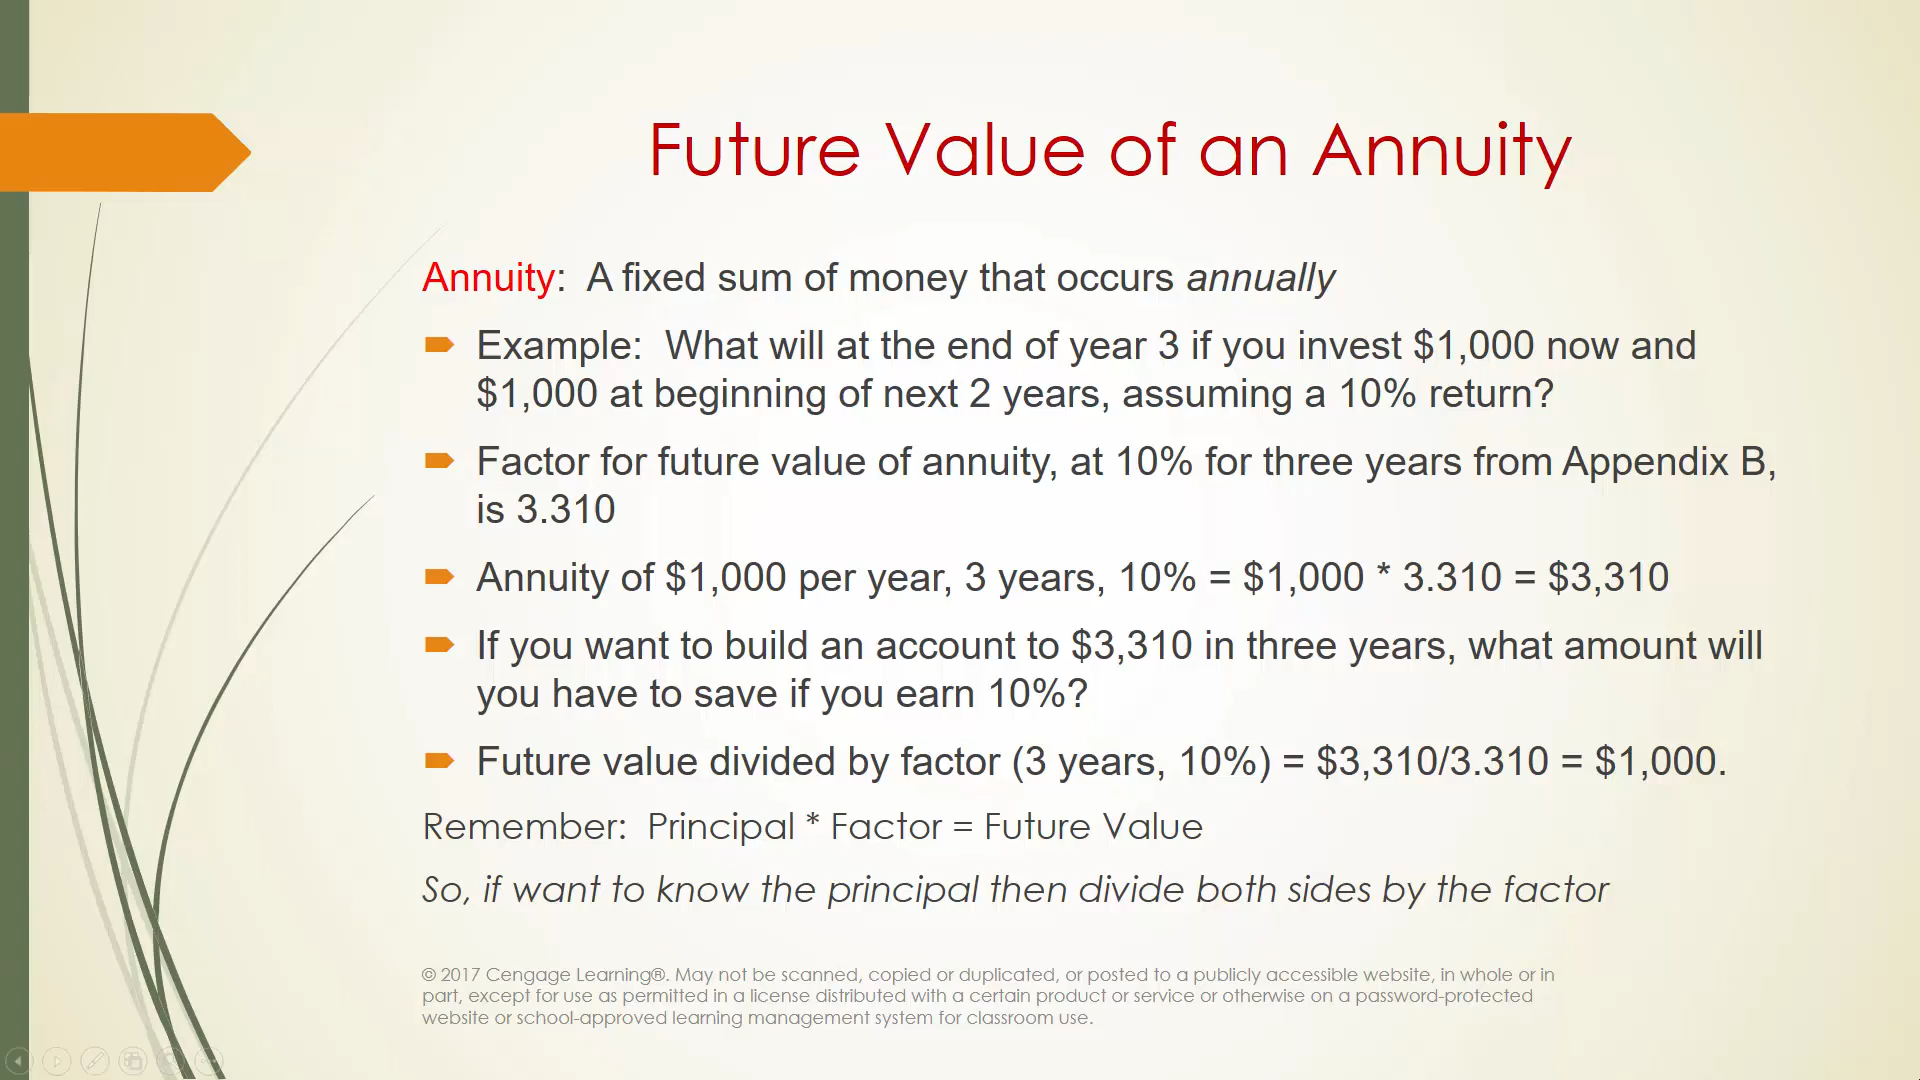 Future Value of an Annuity
Annuity:  A fixed sum of money that occurs annually
Example:  What will at the end of year 3 if you invest $1,000 now and
$1,000 at beginning of next 2 years, assuming a 10% return?
Factor for future value of annuity, at 10% for three years from Appendix B,
is 3.310
Annuity of $1,000 per year, 3 years, 10% = $1,000 * 3.310 = $3,310
If you want to build an account to $3,310 in three years, what amount will
you have to save if you earn 10%?
Future value divided by factor (3 years, 10%) = $3,310/3.310 = $1,000.
Remember:  Principal * Factor = Future Value
So, if want to know the principal then divide both sides by the factor
© 2017 Cengage Learning®. May not be scanned, copied or duplicated, or posted to a publicly accessible website, in whole or in
part, except for use as permitted in a license distributed with a certain product or service or otherwise on a password-protected
website or school-approved learning management system for classroom use.